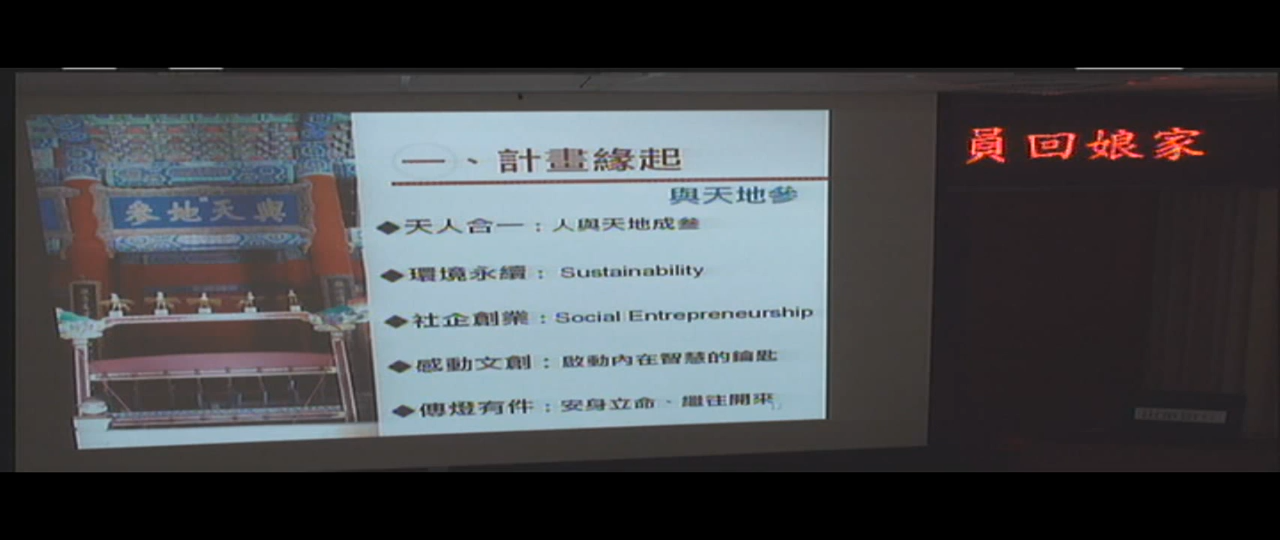 員回娘家
一、計畫緣起
與天地參
與天地參
◆天人合一：人與天地成叁
◆環境永續： Sustainability
◆社企創業：Social Entrepreneurship
◆感動文創：啟動內在智慧的鑰匙
◆傳燈有件：安身立命、繼往開來